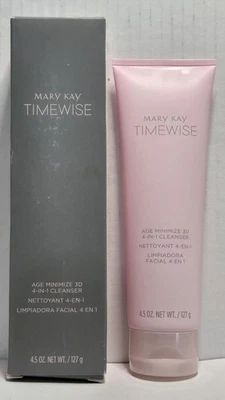 MARY KAY
TIMEWISE
AGE MINIMIZE 3D
4-IN-1 CLEANSER
NETTOYANT 4-EN-1
LIMPIADORA FACIAL 4 EN 1
4.5 OZ. NET WT. / 127 g
MARY KAY
TIMEWISE
AGE MINIMIZE 3D
4-IN-1 CLEANSER
NETTOYANT 4-EN-1
LIMPIADORA
FACIAL 4 EN 1
4.5 OZ. NET WT. / 127 g